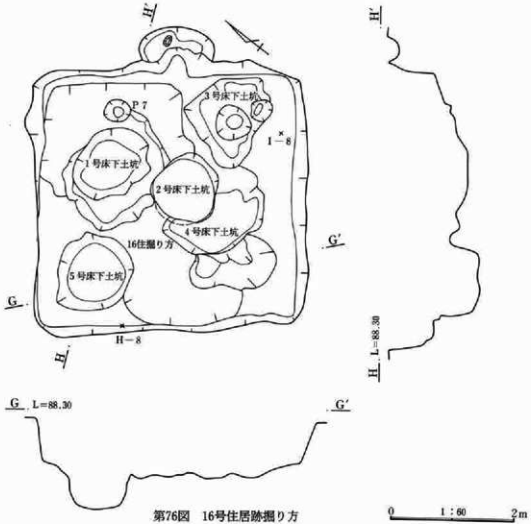 H'
H'
P 7
3号床下土坑
I-8
1号床下土坑
2号床下土坑
4号床下土坑
16住掘り方
G'
5号床下土坑
G
H-8
H
H L=88.30
G L=88.30
G'
第76図 16号住居跡掘り方
0 1:60 2m